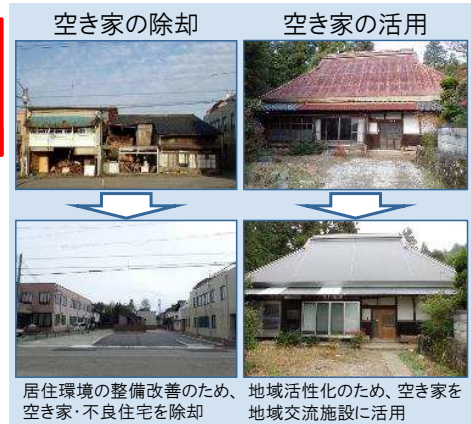 空き家の除却
空き家の活用
居住環境の整備改善のため、
空き家・不良住宅を除却
地域活性化のため、空き家を
地域交流施設に活用